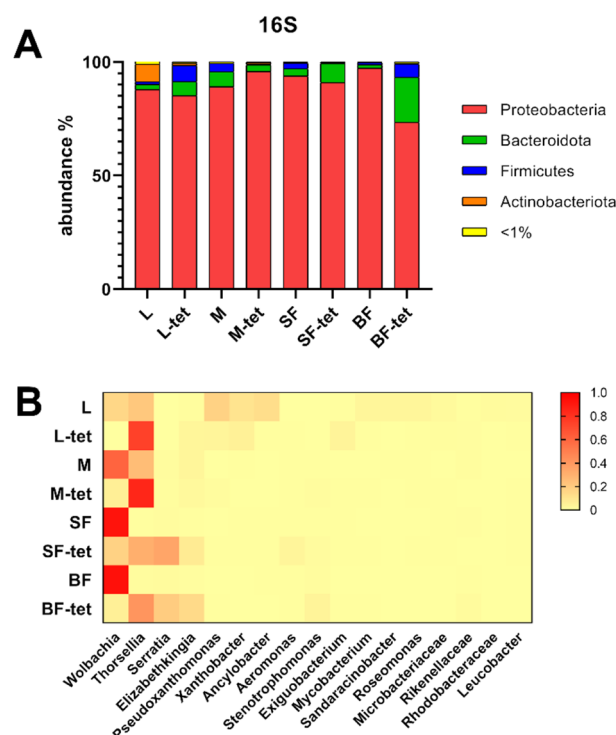 A
16S
abundance %
100
50
0
L
L-tet
M
M-tet
SF
SF-tet
BF
BF-tet
Proteobacteria
Bacteroidota
Firmicutes
Actinobacteriota
<1%
B
L
L-tet
M
M-tet
SF
SF-tet
BF
BF-tet
1.0
0.8
0.6
0.4
0.2
0
Wolbachia
Thorsellia
Serratia
Elizabethkingia
Pseudoxanthomonas
Xanthobacter
Ancylobacter
Aeromonas
Stenotrophomonas
Exiguobacterium
Mycobacterium
Sandaracinobacter
Roseomonas
Microbacteriaceae
Rikenellaceae
Rhodobacteraceae
Leucobacter